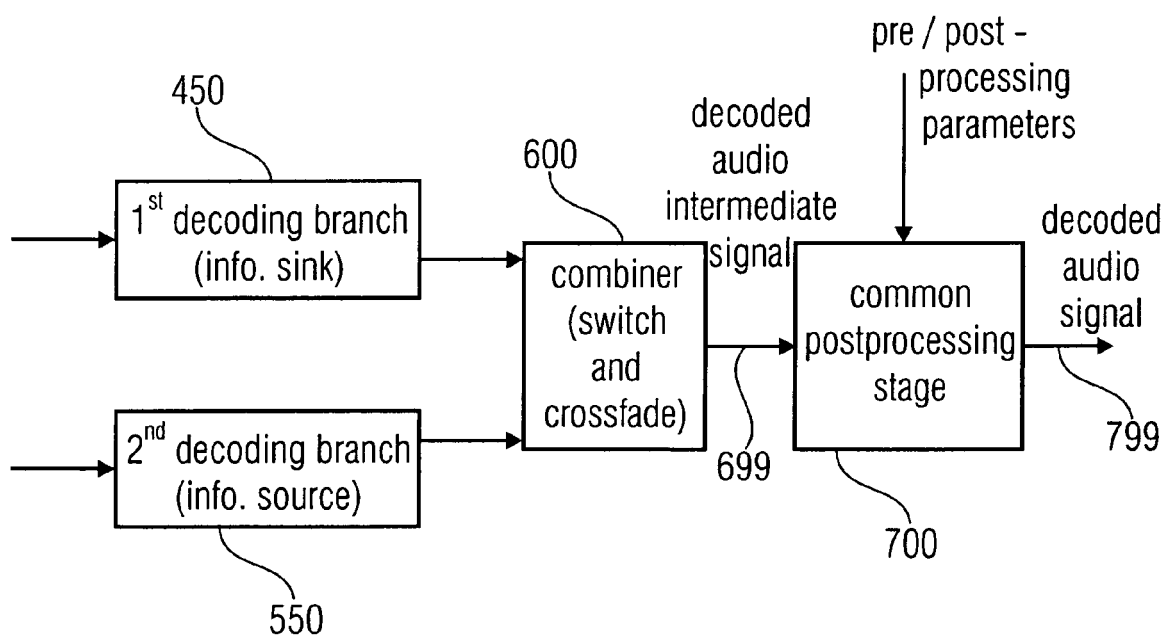 pre / post -
processing
parameters
450
decoded
audio
intermediate
signal
600
1st decoding branch
(info. sink)
decoded
audio
signal
combiner
(switch
and
crossfade)
common
postprocessing
stage
2nd decoding branch
(info. source)
699
799
700
550